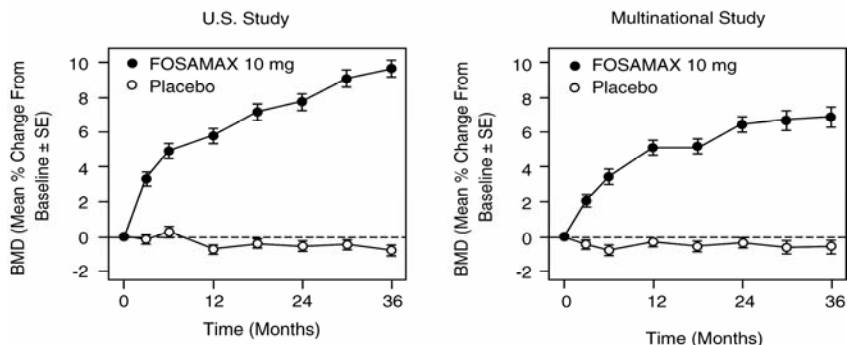 U.S. Study
BMD (Mean % Change From
Baseline ± SE)
10
8
6
4
2
0
-2
FOSAMAX 10 mg
Placebo
0
12
24
36
Time (Months)
Multinational Study
BMD (Mean % Change From
Baseline ± SE)
10
8
6
4
2
0
-2
FOSAMAX 10 mg
Placebo
0
12
24
36
Time (Months)